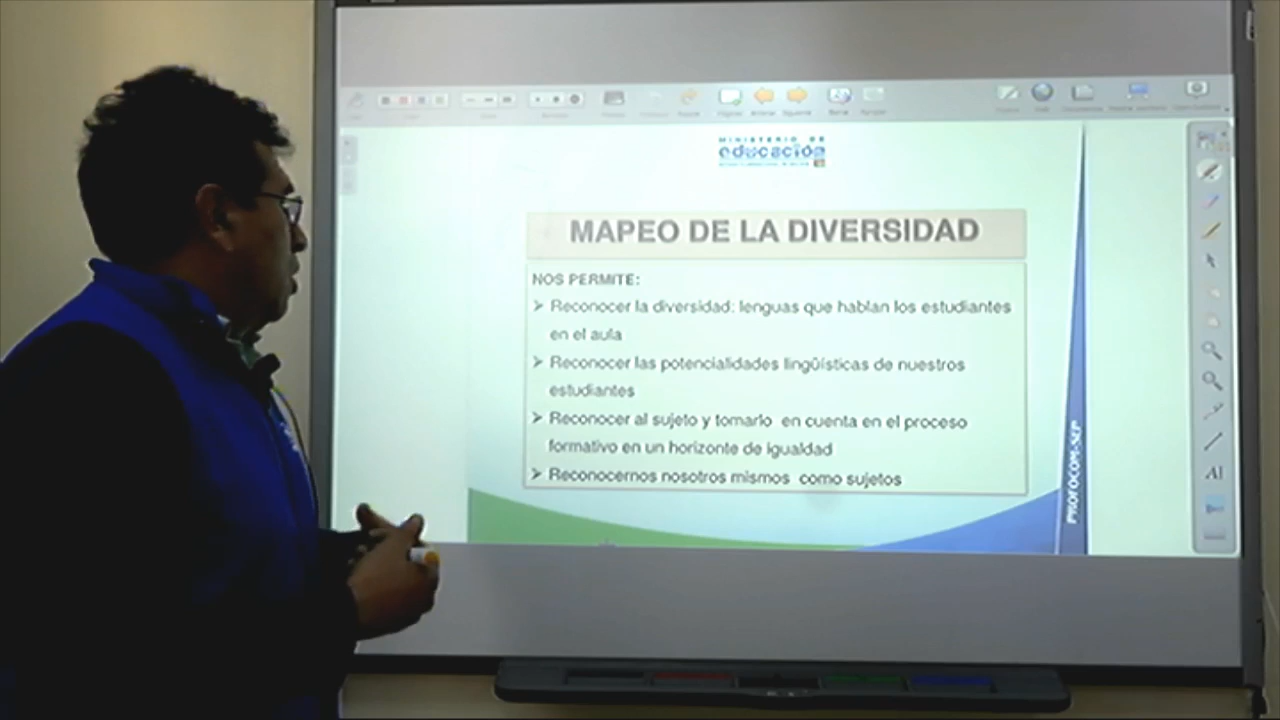 MINISTERIO DE
educación
MAPEO DE LA DIVERSIDAD
NOS PERMITE:
➢ Reconocer la diversidad: lenguas que hablan los estudiantes
en el aula
➢ Reconocer las potencialidades lingüísticas de nuestros
estudiantes
➢ Reconocer al sujeto y tomarlo en cuenta en el proceso
formativo en un horizonte de igualdad
➢ Reconocernos nosotros mismos como sujetos
PROFOCOM-SEP
AI